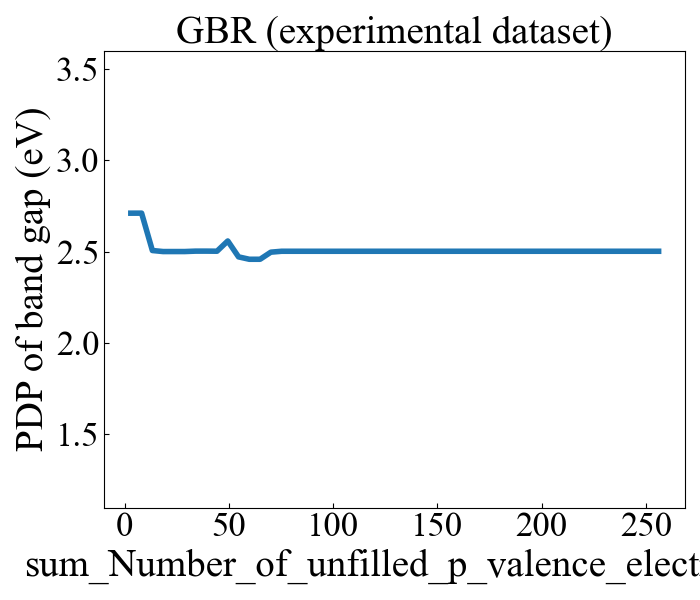 GBR (experimental dataset)
PDP of band gap (eV)
3.5
3.0
2.5
2.0
1.5
0 50 100 150 200 250
sum_Number_of_unfilled_p_valence_elect